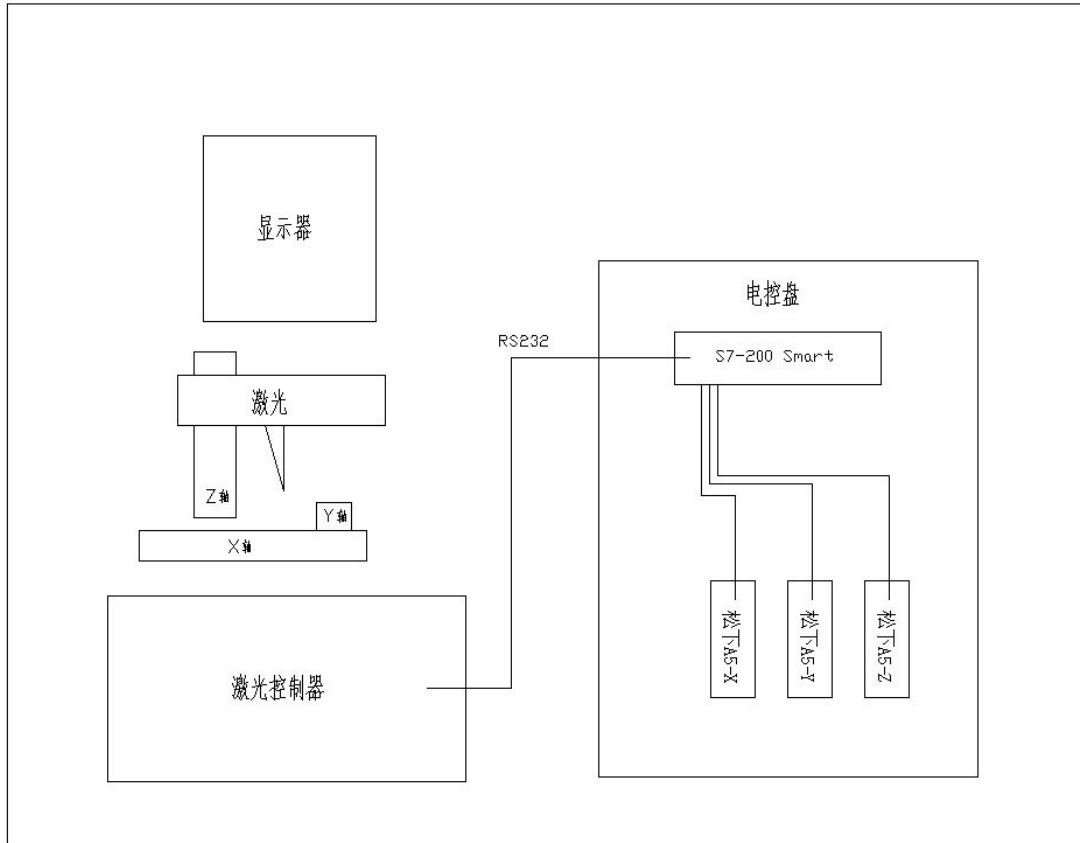 显示器
电控盘
RS232
S7-200 Smart
激光
Z轴
Y轴
X轴
松下A5-X
松下A5-Y
松下A5-Z
激光控制器